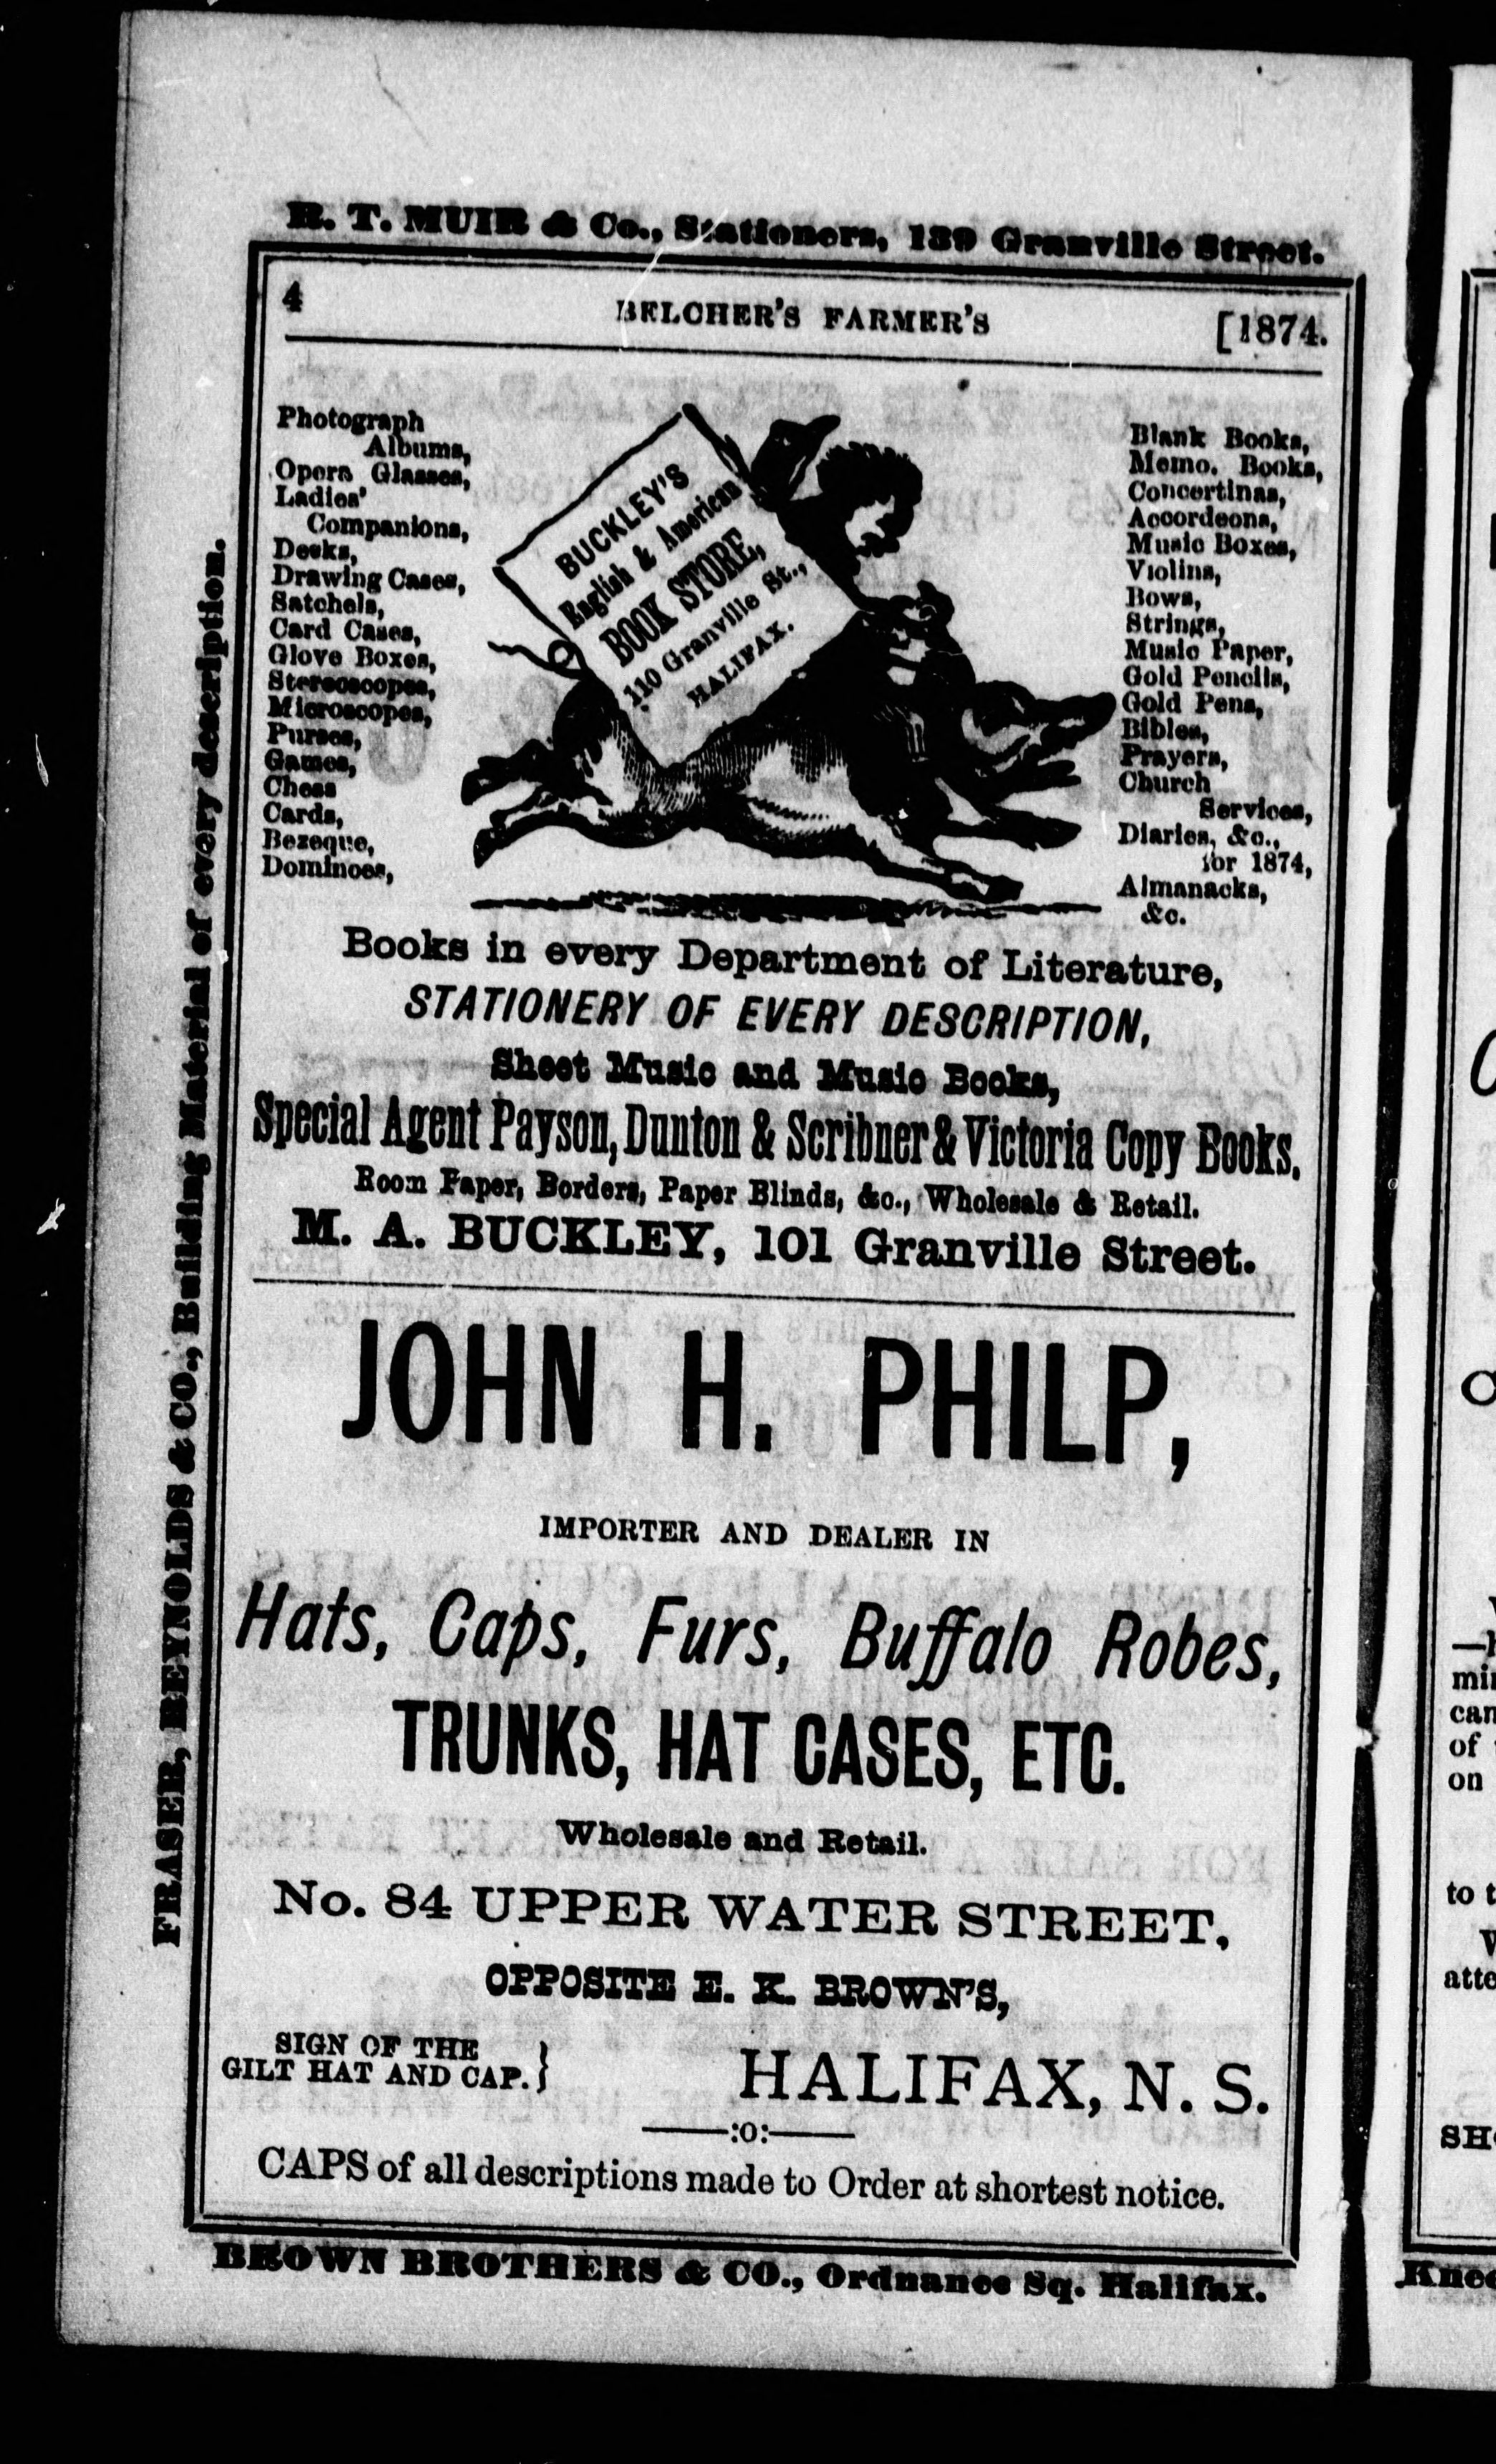 R. T. MUIR & Co., Stationers, 139 Granville Street.
4
BELCHER'S FARMER'S
[1874.
Photograph
Albums,
Opera Glasses,
Ladies'
Companions,
Desks,
Drawing Cases,
Satchels,
Card Cases,
Glove Boxes,
Stereoscopes,
Microscopes,
Purses,
Games,
Chess
Cards,
Bezeque,
Dominoes,
BUCKLEY'S
English & American
BOOK STORE,
110 Granville St.,
HALIFAX.
Blank Books,
Memo. Books,
Concertinas,
Accordeons,
Music Boxes,
Violins,
Bows,
Strings,
Music Paper,
Gold Pencils,
Gold Pens,
Bibles,
Prayers,
Church
Services,
Diaries, &c.,
for 1874,
Almanacks,
&c.
Books in every Department of Literature,
STATIONERY OF EVERY DESCRIPTION,
Sheet Music and Music Books,
Special Agent Payson, Dunton & Scribner & Victoria Copy Books,
Room Paper, Borders, Paper Blinds, &c., Wholesale & Retail.
M. A. BUCKLEY, 101 Granville Street.
JOHN H. PHILP,
IMPORTER AND DEALER IN
Hats, Caps, Furs, Buffalo Robes,
TRUNKS, HAT CASES, ETC.
Wholesale and Retail.
No. 84 UPPER WATER STREET,
OPPOSITE E. K. BROWN'S,
SIGN OF THE
GILT HAT AND CAP. }
HALIFAX, N. S.
——:o:——
CAPS of all descriptions made to Order at shortest notice.
BROWN BROTHERS & CO., Ordnance Sq. Halifax.
FRASER, REYNOLDS & CO., Building Material of every description.